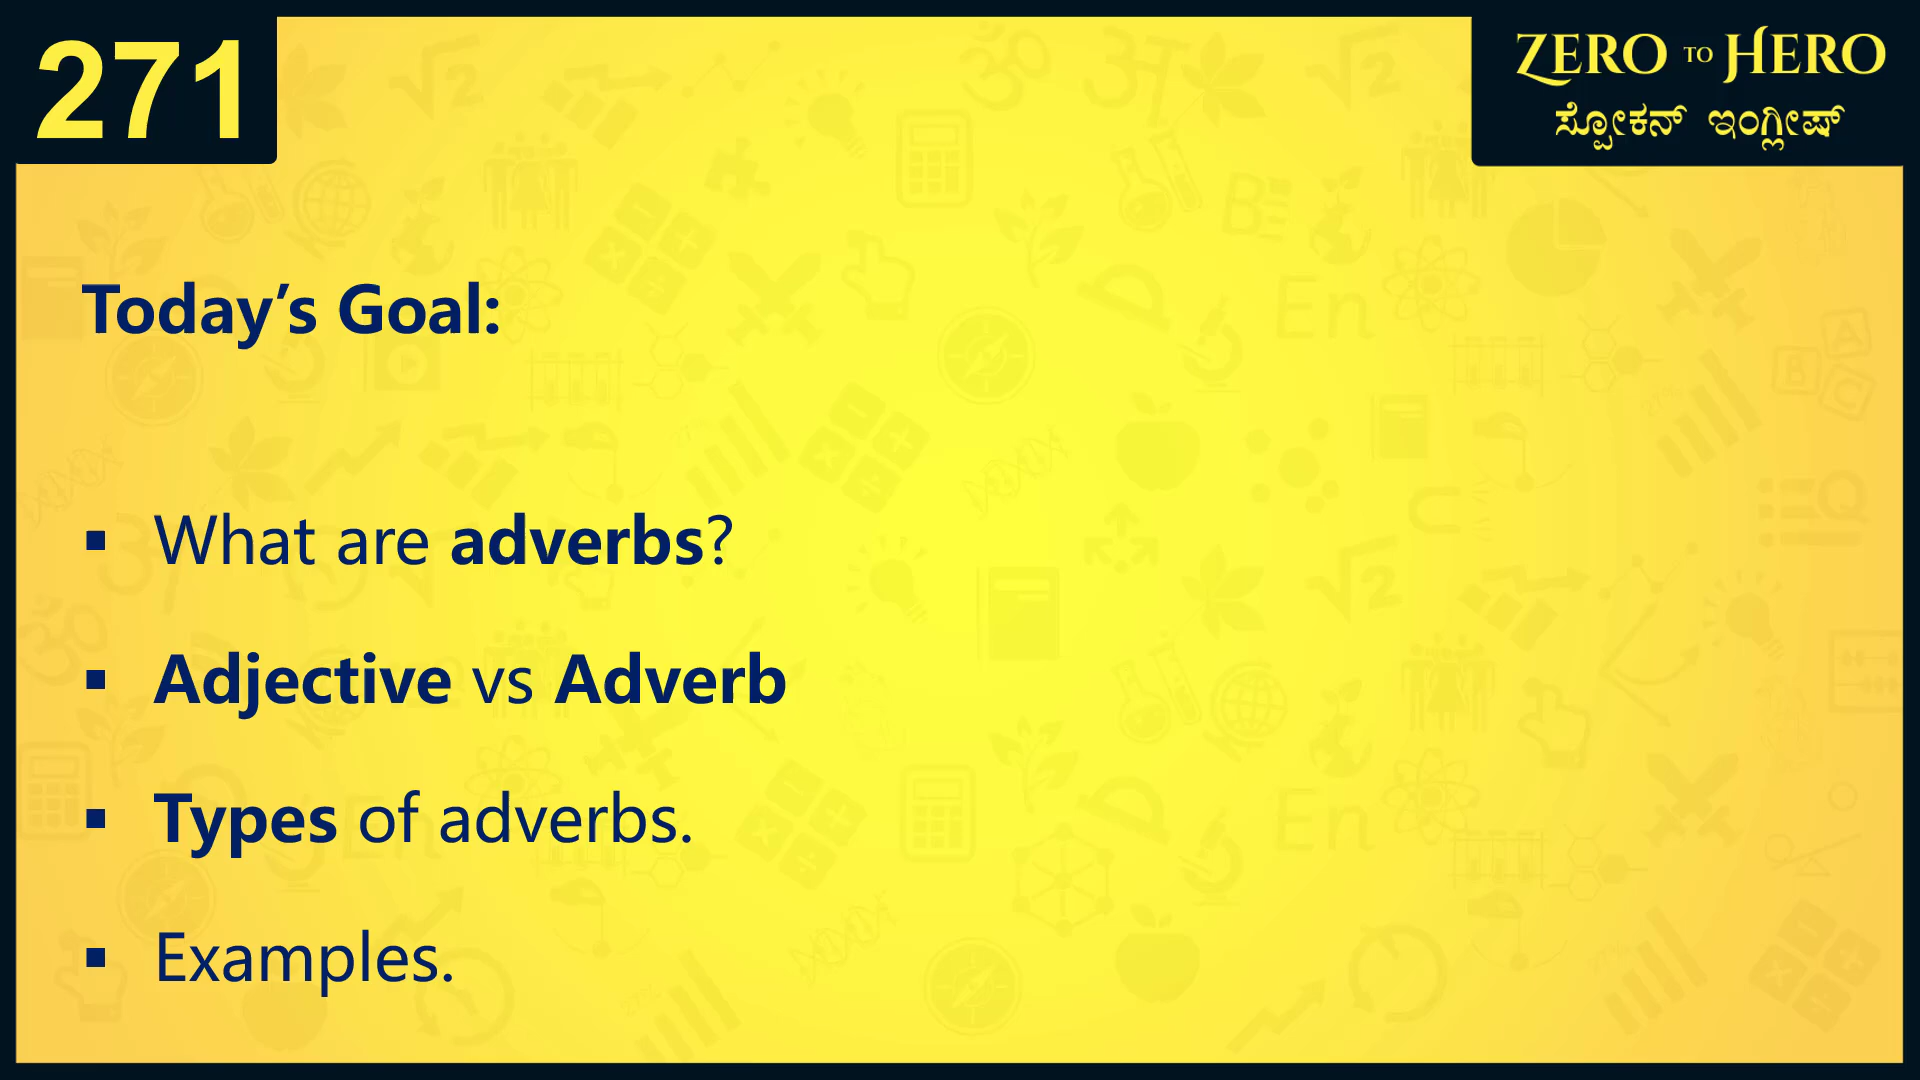 271
ZERO TO HERO
ಸ್ಪೋಕನ್ ಇಂಗ್ಲೀಷ್
Today’s Goal:
▪ What are adverbs?
▪ Adjective vs Adverb
▪ Types of adverbs.
▪ Examples.